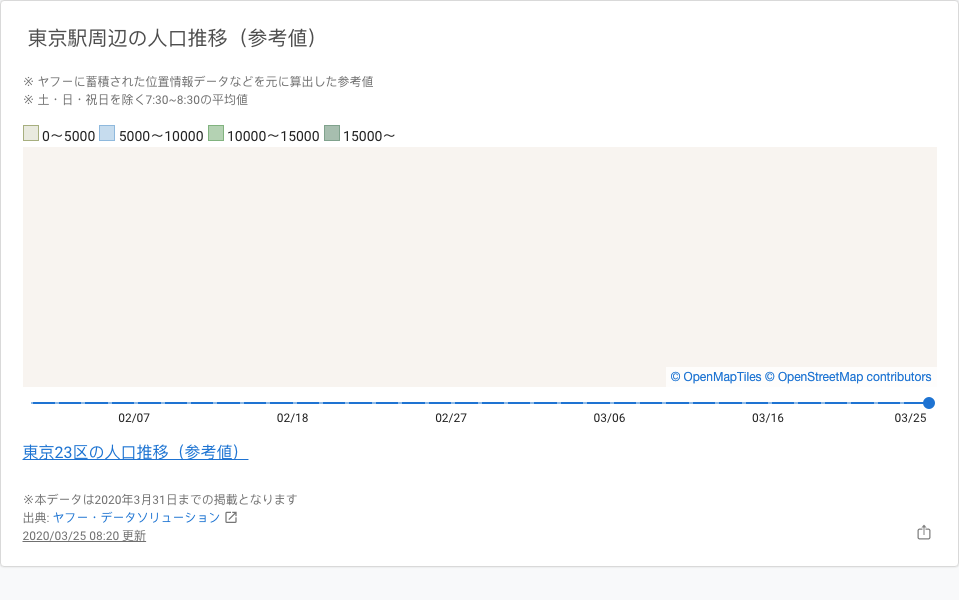 東京駅周辺の人口推移（参考値）
※ ヤフーに蓄積された位置情報データなどを元に算出した参考値
※ 土・日・祝日を除く7:30~8:30の平均値
0〜5000 5000〜10000 10000〜15000 15000〜
© OpenMapTiles © OpenStreetMap contributors
02/07 02/18 02/27 03/06 03/16 03/25
東京23区の人口推移（参考値）
※本データは2020年3月31日までの掲載となります
出典: ヤフー・データソリューション
2020/03/25 08:20 更新